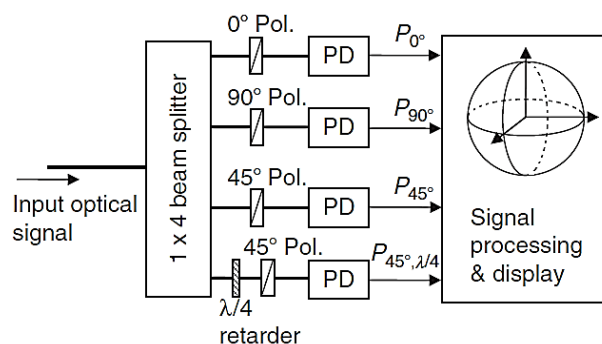 0° Pol.
PD
P0°
90° Pol.
PD
P90°
1 x 4 beam splitter
Input optical
signal
45° Pol.
PD
P45°
45° Pol.
PD
P45°, λ/4
λ/4
retarder
Signal
processing
& display